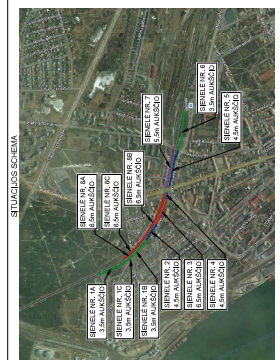 SITUACIJOS SCHEMA
SIENELĖ NR. 1A
3,5m AUKŠČIO
SIENELĖ NR. 1C
3,5m AUKŠČIO
SIENELĖ NR. 1B
3,5m AUKŠČIO
SIENELĖ NR. 2
4,5m AUKŠČIO
SIENELĖ NR. 3
6,5m AUKŠČIO
SIENELĖ NR. 4
4,5m AUKŠČIO
SIENELĖ NR. 8A
6,5m AUKŠČIO
SIENELĖ NR. 8C
6,5m AUKŠČIO
SIENELĖ NR. 8B
6,5m AUKŠČIO
SIENELĖ NR. 7
5,5m AUKŠČIO
SIENELĖ NR. 6
3,5m AUKŠČIO
SIENELĖ NR. 5
4,5m AUKŠČIO